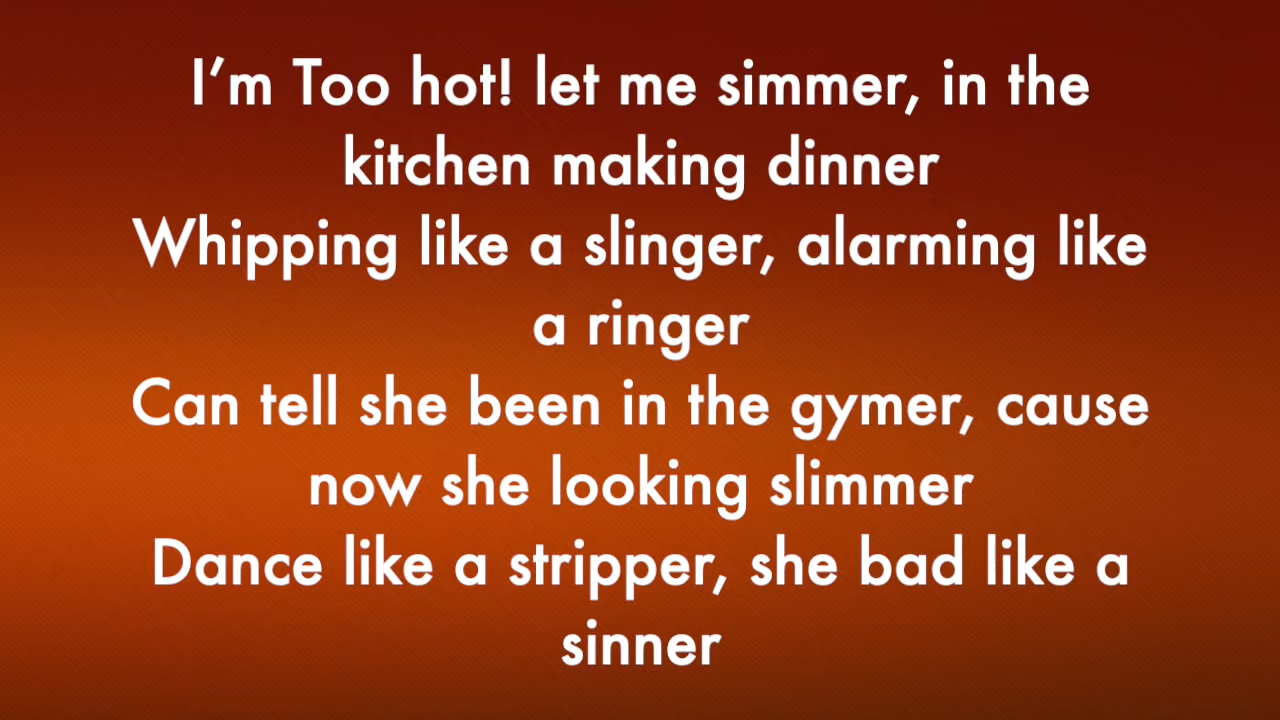 I’m Too hot! let me simmer, in the
kitchen making dinner
Whipping like a slinger, alarming like
a ringer
Can tell she been in the gymer, cause
now she looking slimmer
Dance like a stripper, she bad like a
sinner